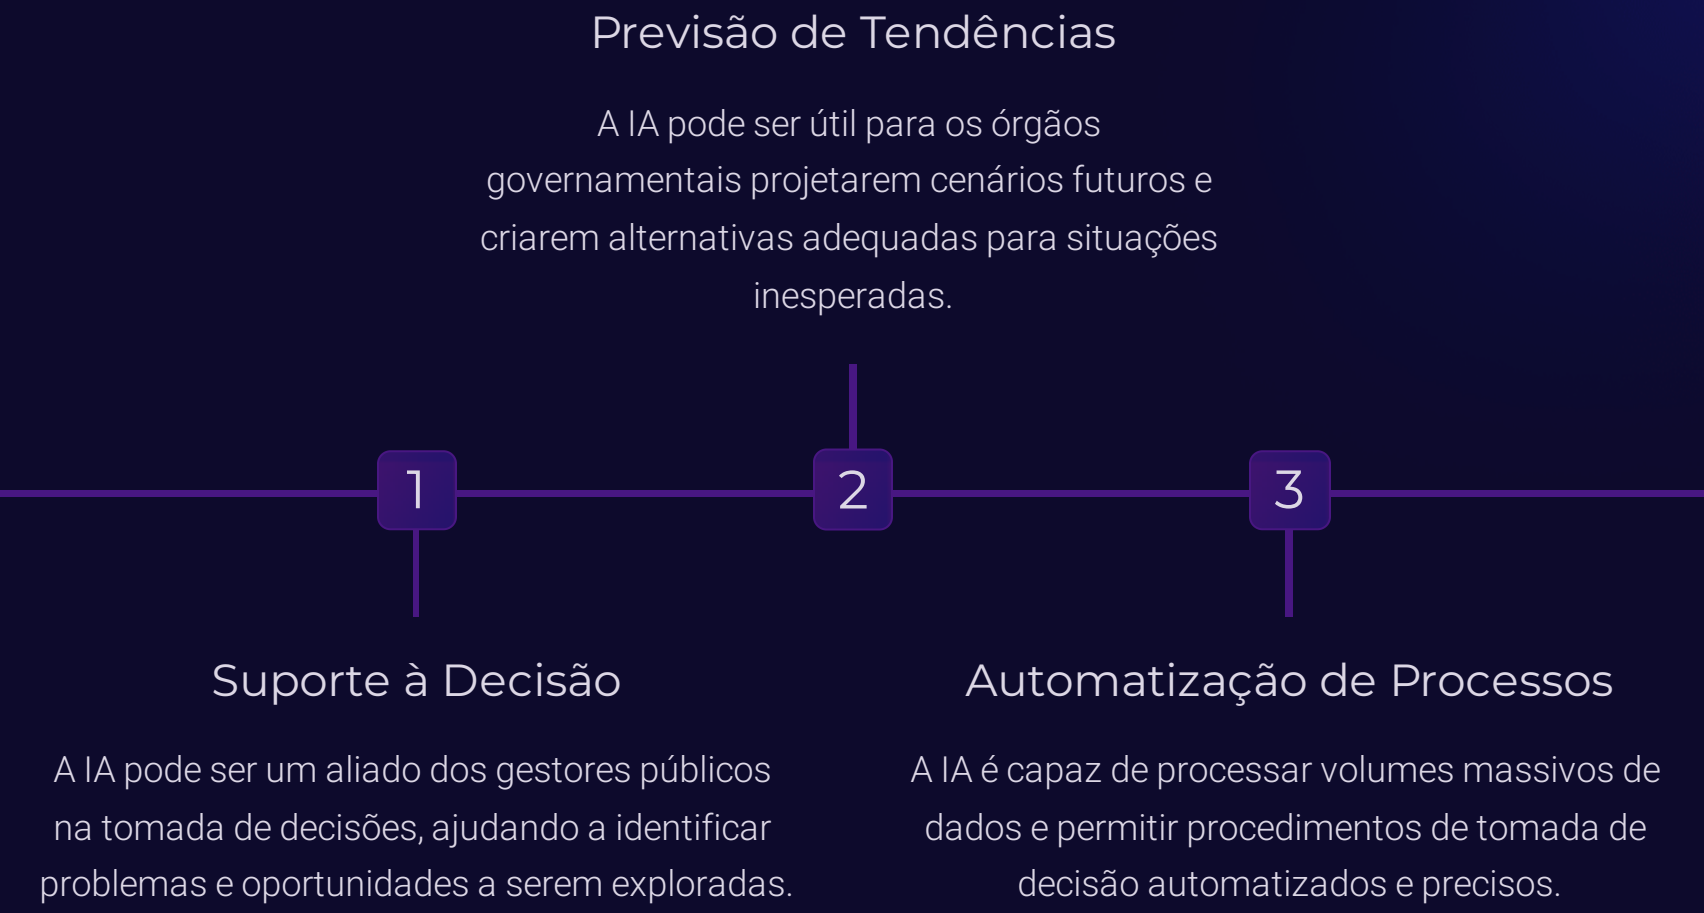 Previsão de Tendências
A IA pode ser útil para os órgãos
governamentais projetarem cenários futuros e
criarem alternativas adequadas para situações
inesperadas.
1
2
3
Suporte à Decisão
A IA pode ser um aliado dos gestores públicos
na tomada de decisões, ajudando a identificar
problemas e oportunidades a serem exploradas.
Automatização de Processos
A IA é capaz de processar volumes massivos de
dados e permitir procedimentos de tomada de
decisão automatizados e precisos.